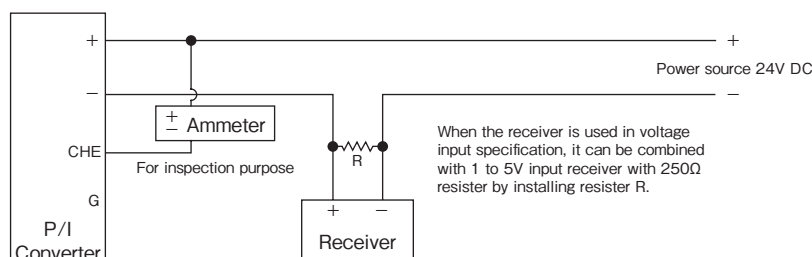 +
+
Power source 24V DC
−
−
+
− Ammeter
CHE
For inspection purpose
R
When the receiver is used in voltage
input specification, it can be combined
with 1 to 5V input receiver with 250Ω
resister by installing resister R.
G
+ −
P/I
Converter
Receiver